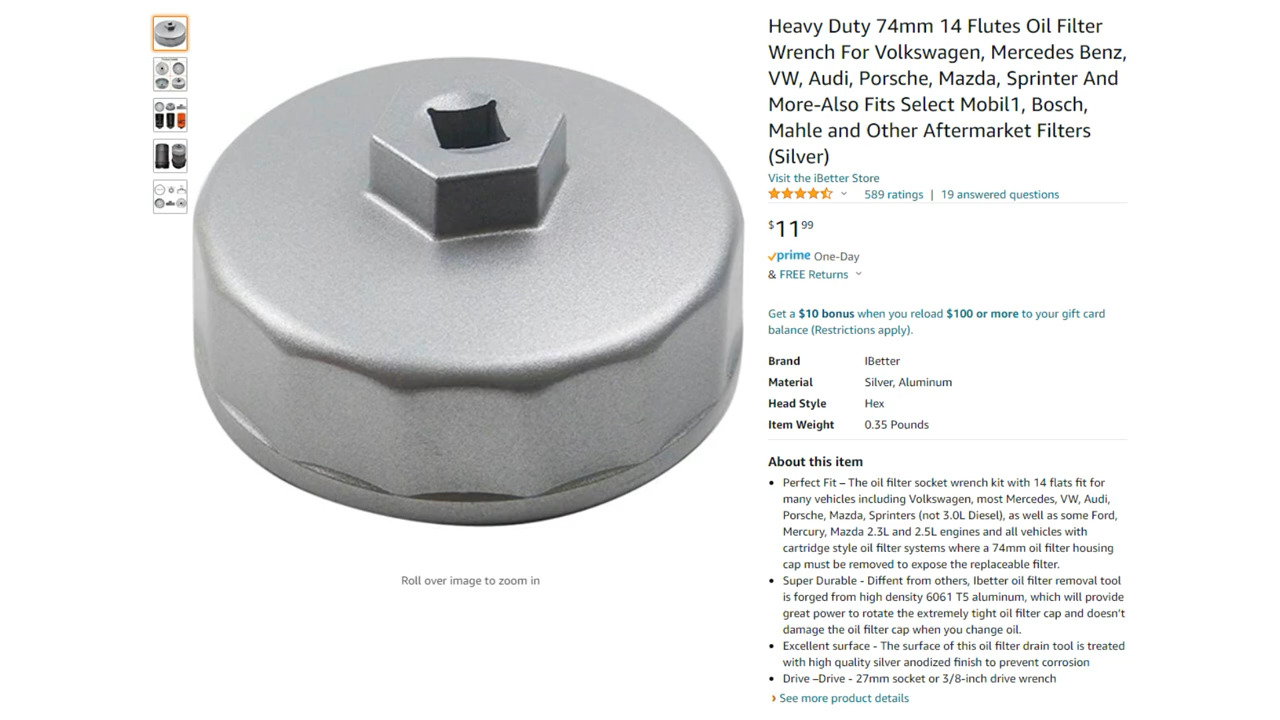 Heavy Duty 74mm 14 Flutes Oil Filter
Wrench For Volkswagen, Mercedes Benz,
VW, Audi, Porsche, Mazda, Sprinter And
More-Also Fits Select Mobil1, Bosch,
Mahle and Other Aftermarket Filters
(Silver)
Visit the iBetter Store
589 ratings | 19 answered questions
$11 99
prime One-Day
& FREE Returns
Get a $10 bonus when you reload $100 or more to your gift card
balance (Restrictions apply).
Brand IBetter
Material Silver, Aluminum
Head Style Hex
Item Weight 0.35 Pounds
About this item
• Perfect Fit – The oil filter socket wrench kit with 14 flats fit for
many vehicles including Volkswagen, most Mercedes, VW, Audi,
Porsche, Mazda, Sprinters (not 3.0L Diesel), as well as some Ford,
Mercury, Mazda 2.3L and 2.5L engines and all vehicles with
cartridge style oil filter systems where a 74mm oil filter housing
cap must be removed to expose the replaceable filter.
• Super Durable - Diffent from others, Ibetter oil filter removal tool
is forged from high density 6061 T5 aluminum, which will provide
great power to rotate the extremely tight oil filter cap and doesn't
damage the oil filter cap when you change oil.
• Excellent surface - The surface of this oil filter drain tool is treated
with high quality silver anodized finish to prevent corrosion
• Drive –Drive - 27mm socket or 3/8-inch drive wrench
› See more product details
Roll over image to zoom in